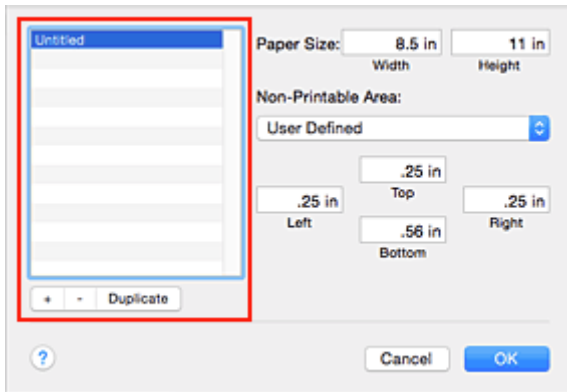 Untitled
Paper Size: 8.5 in 11 in
Width Height
Non-Printable Area:
User Defined
.25 in
Top
.25 in .25 in
Left Right
.56 in
Bottom
+ - Duplicate
? Cancel OK